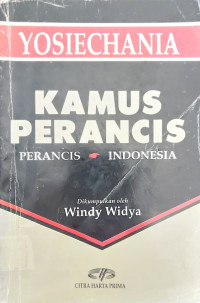 YOSIECHANIA
KAMUS
PERANCIS
PERANCIS INDONESIA
Dikumpulkan oleh
Windy Widya
CITRA HARTA PRIMA